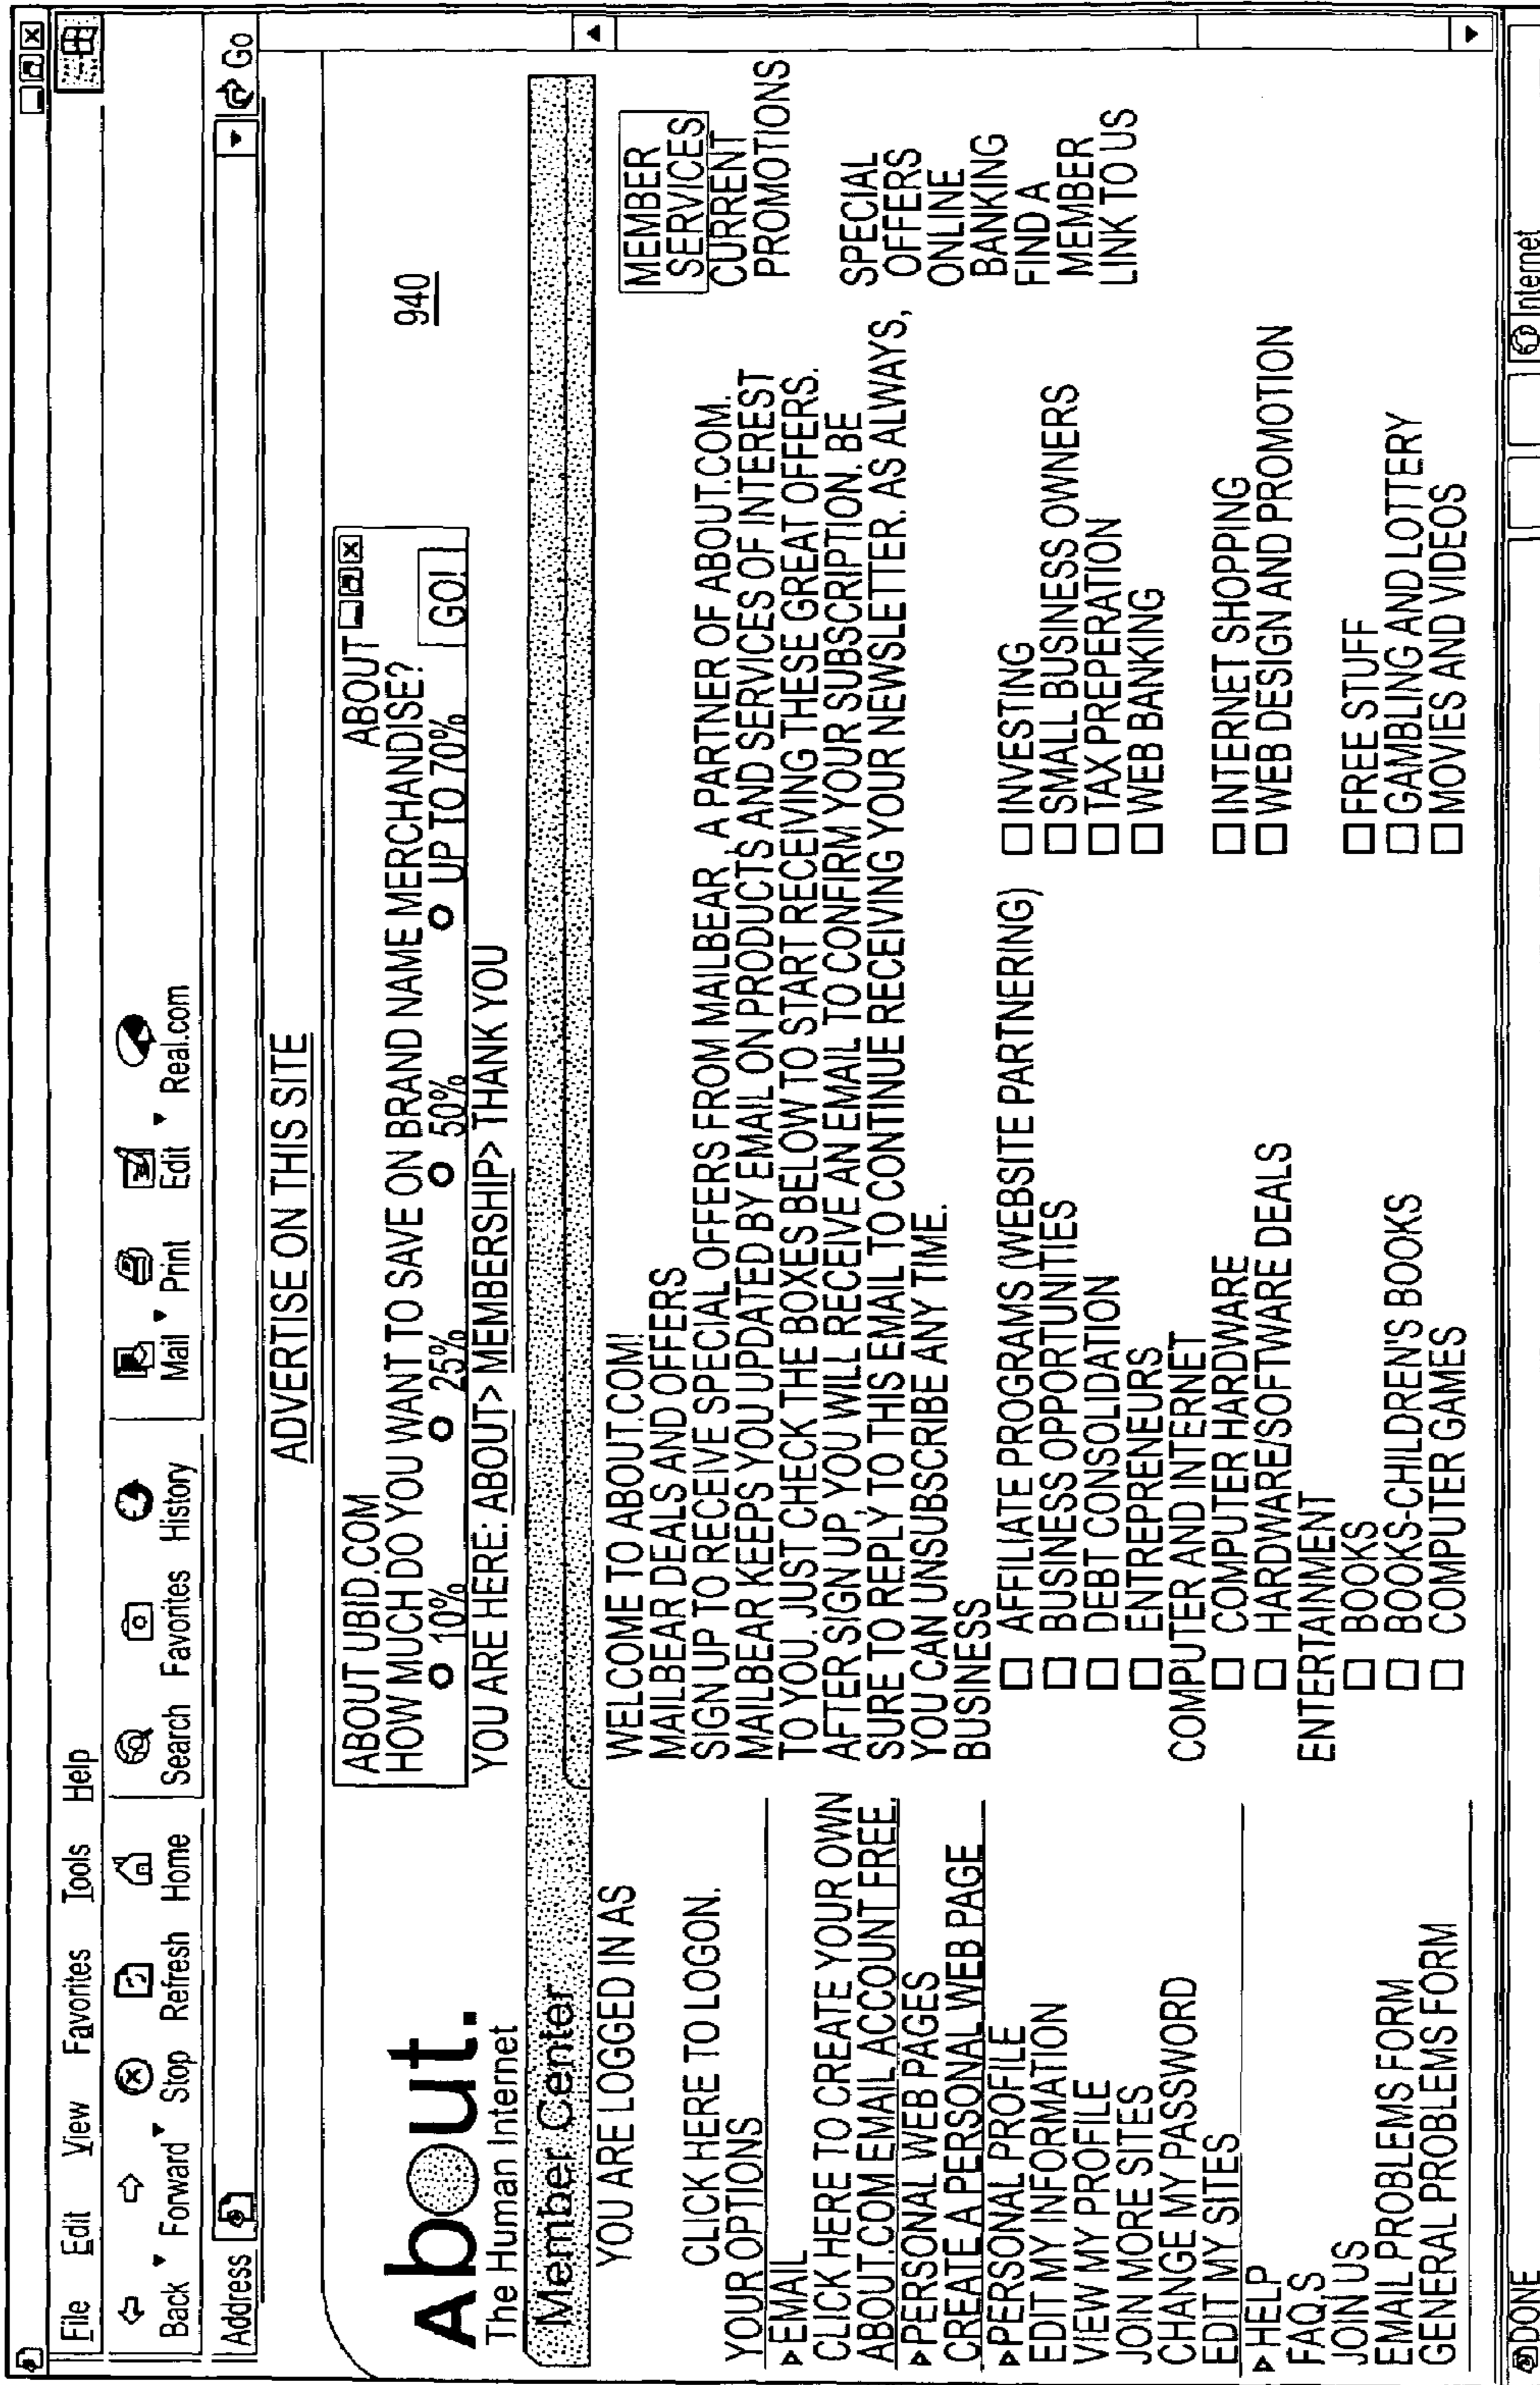 File Edit View Favorites Tools Help
Back Forward Stop Refresh Home Search Favorites History Mail Print Edit Real.com
Address Go
ADVERTISE ON THIS SITE
About.
The Human Internet
ABOUT UBID.COM ABOUT
HOW MUCH DO YOU WANT TO SAVE ON BRAND NAME MERCHANDISE?
10% 25% 50% UP TO 70% GO!
YOU ARE HERE: ABOUT> MEMBERSHIP> THANK YOU
940
Member Center
YOU ARE LOGGED IN AS
CLICK HERE TO LOGON.
YOUR OPTIONS
EMAIL
CLICK HERE TO CREATE YOUR OWN
ABOUT.COM EMAIL ACCOUNT FREE.
PERSONAL WEB PAGES
CREATE A PERSONAL WEB PAGE
PERSONAL PROFILE
EDIT MY INFORMATION
VIEW MY PROFILE
JOIN MORE SITES
CHANGE MY PASSWORD
EDIT MY SITES
HELP
FAQ,S
JOIN US
EMAIL PROBLEMS FORM
GENERAL PROBLEMS FORM
WELCOME TO ABOUT.COM!
MAILBEAR DEALS AND OFFERS
SIGN UP TO RECEIVE SPECIAL OFFERS FROM MAILBEAR, A PARTNER OF ABOUT.COM.
MAILBEAR KEEPS YOU UPDATED BY EMAIL ON PRODUCTS AND SERVICES OF INTEREST
TO YOU. JUST CHECK THE BOXES BELOW TO START RECEIVING THESE GREAT OFFERS.
AFTER SIGN UP, YOU WILL RECEIVE AN EMAIL TO CONFIRM YOUR SUBSCRIPTION. BE
SURE TO REPLY TO THIS EMAIL TO CONTINUE RECEIVING YOUR NEWSLETTER. AS ALWAYS,
YOU CAN UNSUBSCRIBE ANY TIME.
BUSINESS
AFFILIATE PROGRAMS (WEBSITE PARTNERING) INVESTING
BUSINESS OPPORTUNITIES SMALL BUSINESS OWNERS
DEBT CONSOLIDATION TAX PREPERATION
ENTREPRENEURS WEB BANKING
COMPUTER AND INTERNET
COMPUTER HARDWARE INTERNET SHOPPING
HARDWARE/SOFTWARE DEALS WEB DESIGN AND PROMOTION
ENTERTAINMENT
BOOKS FREE STUFF
BOOKS-CHILDREN'S BOOKS GAMBLING AND LOTTERY
COMPUTER GAMES MOVIES AND VIDEOS
MEMBER
SERVICES
CURRENT
PROMOTIONS
SPECIAL
OFFERS
ONLINE
BANKING
FIND A
MEMBER
LINK TO US
DONE Internet